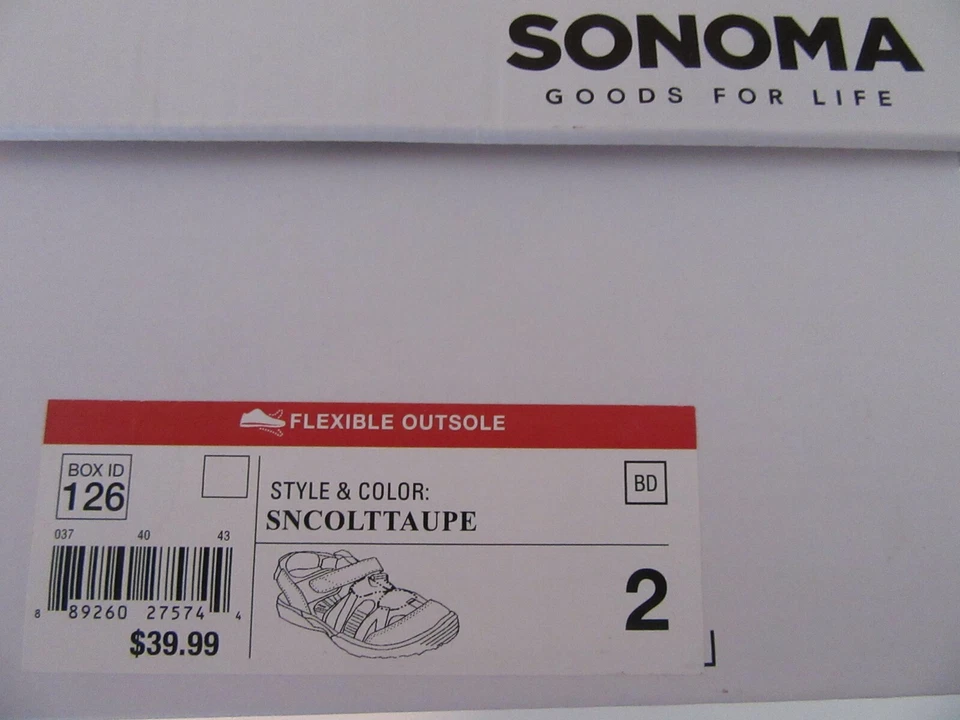 SONOMA
GOODS FOR LIFE
FLEXIBLE OUTSOLE
BOX ID
126
STYLE & COLOR:
SNCOLTTAUPE
BD
037 40 43
8 89260 27574 4
$39.99
2